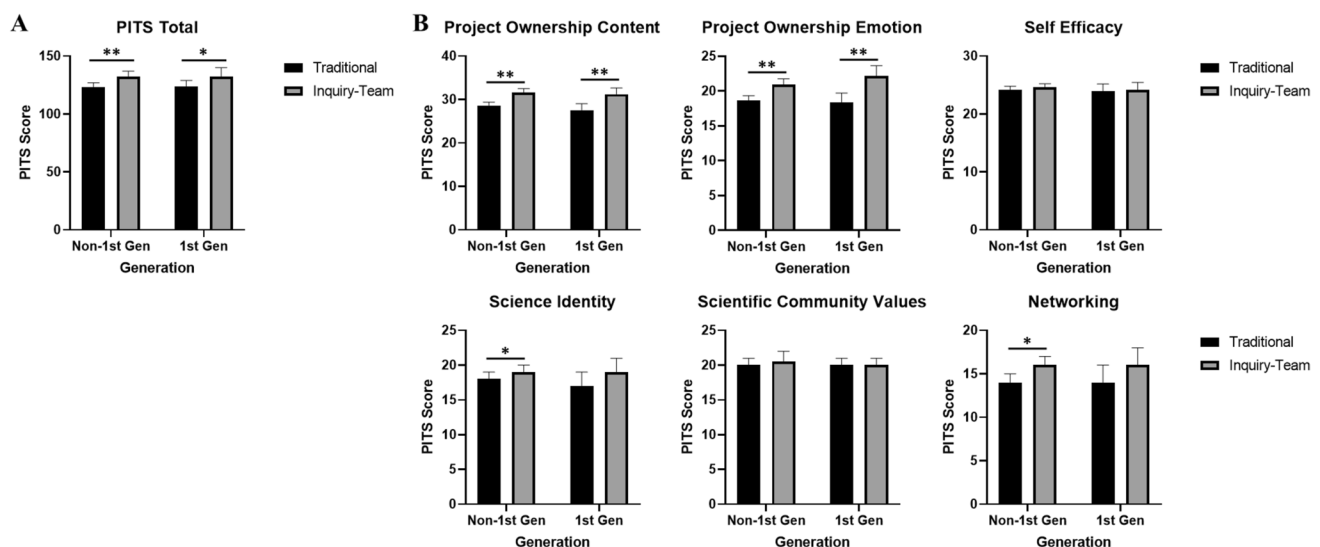 A
PITS Total
PITS Score
150
100
50
0
**
*
Non-1st Gen
1st Gen
Generation
Traditional
Inquiry-Team
B
Project Ownership Content
PITS Score
40
30
20
10
0
**
**
Non-1st Gen
1st Gen
Generation
Project Ownership Emotion
PITS Score
25
20
15
10
5
0
**
**
Non-1st Gen
1st Gen
Generation
Self Efficacy
PITS Score
30
20
10
0
Non-1st Gen
1st Gen
Generation
Traditional
Inquiry-Team
Science Identity
PITS Score
25
20
15
10
5
0
*
Non-1st Gen
1st Gen
Generation
Scientific Community Values
PITS Score
25
20
15
10
5
0
Non-1st Gen
1st Gen
Generation
Networking
PITS Score
20
15
10
5
0
*
Non-1st Gen
1st Gen
Generation
Traditional
Inquiry-Team